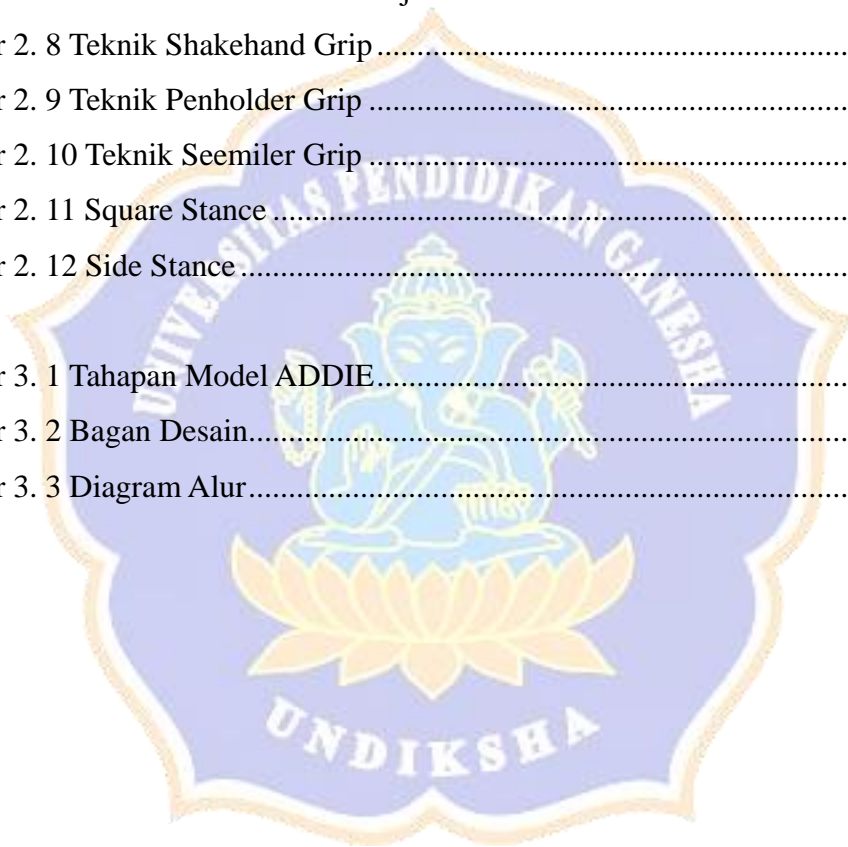 r 2. 8 Teknik Shakehand Grip ..........................................................
r 2. 9 Teknik Penholder Grip ...........................................................
r 2. 10 Teknik Seemiler Grip ...........................................................
r 2. 11 Square Stance .......................................................................
r 2. 12 Side Stance ...........................................................................
r 3. 1 Tahapan Model ADDIE..........................................................
r 3. 2 Bagan Desain..........................................................................
r 3. 3 Diagram Alur..........................................................................
UNIVERSITAS PENDIDIKAN GANESHA
UNDIKSHA